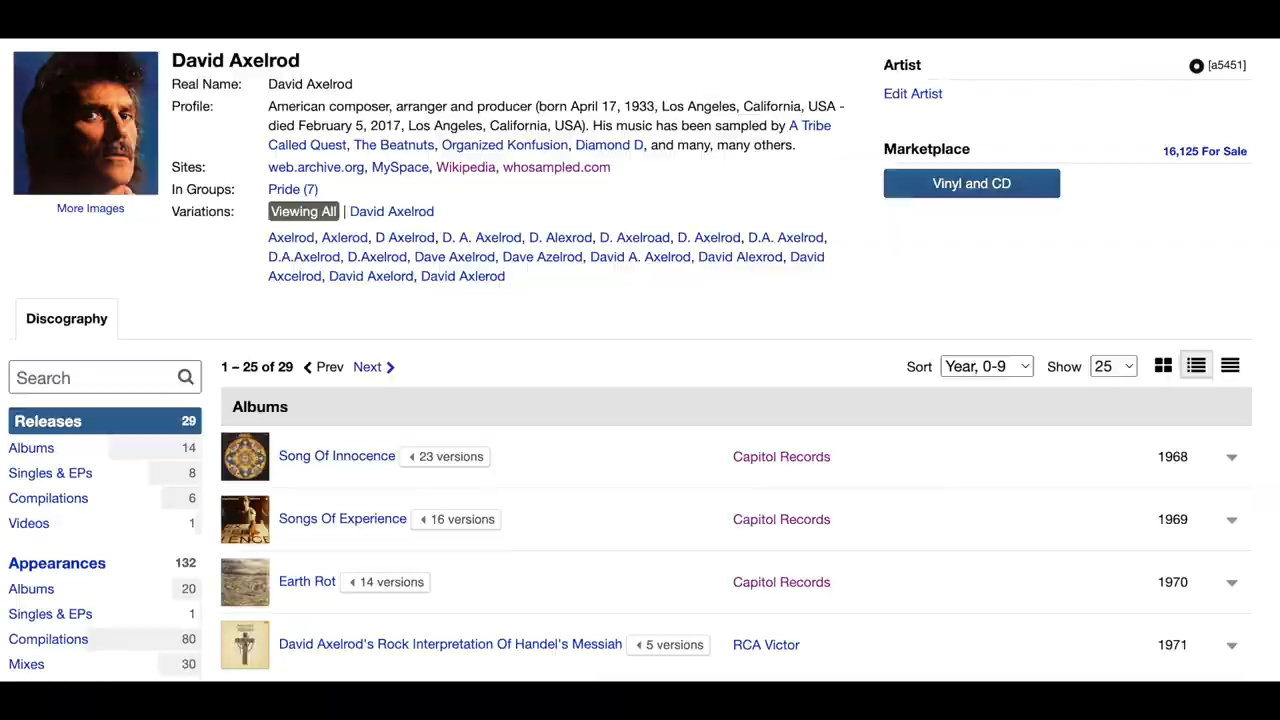 David Axelrod
Real Name: David Axelrod
Profile: American composer, arranger and producer (born April 17, 1933, Los Angeles, California, USA -
died February 5, 2017, Los Angeles, California, USA). His music has been sampled by A Tribe
Called Quest, The Beatnuts, Organized Konfusion, Diamond D, and many, many others.
Sites: web.archive.org, MySpace, Wikipedia, whosampled.com
In Groups: Pride (7)
Variations: Viewing All | David Axelrod
Axelrod, Axlerod, D Axelrod, D. A. Axelrod, D. Alexrod, D. Axelroad, D. Axelrod, D.A. Axelrod,
D.A.Axelrod, D.Axelrod, Dave Axelrod, Dave Azelrod, David A. Axelrod, David Alexrod, David
Axcelrod, David Axelord, David Axlerod
More Images
Artist [a5451]
Edit Artist
Marketplace 16,125 For Sale
Vinyl and CD
Discography
Search
Releases 29
Albums 14
Singles & EPs 8
Compilations 6
Videos 1
Appearances 132
Albums 20
Singles & EPs 1
Compilations 80
Mixes 30
1 – 25 of 29 Prev Next
Sort Year, 0-9 Show 25
Albums
Song Of Innocence 23 versions Capitol Records 1968
Songs Of Experience 16 versions Capitol Records 1969
Earth Rot 14 versions Capitol Records 1970
David Axelrod's Rock Interpretation Of Handel's Messiah 5 versions RCA Victor 1971